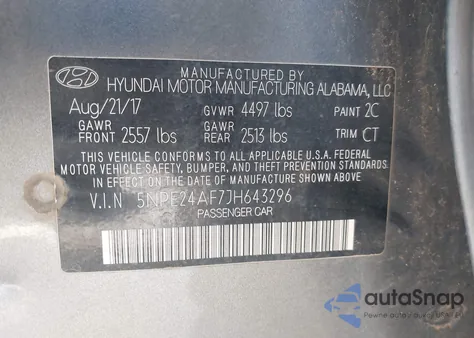 MANUFACTURED BY
HYUNDAI MOTOR MANUFACTURING ALABAMA, LLC
Aug/21/17 GVWR 4497 lbs PAINT 2C
GAWR FRONT 2557 lbs GAWR REAR 2513 lbs TRIM CT
THIS VEHICLE CONFORMS TO ALL APPLICABLE U.S.A. FEDERAL
MOTOR VEHICLE SAFETY, BUMPER, AND THEFT PREVENTION STANDARDS
IN EFFECT ON THE DATE OF MANUFACTURE SHOWN ABOVE.
V.I.N 5NPE24AF7JH643296
PASSENGER CAR
autoSnap